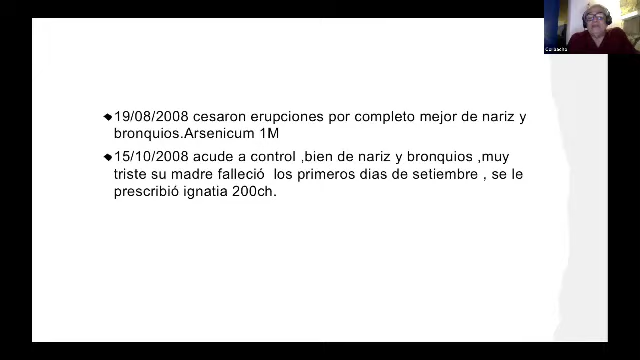 19/08/2008 cesaron erupciones por completo mejor de nariz y
bronquios.Arsenicum 1M
15/10/2008 acude a control ,bien de nariz y bronquios ,muy
triste su madre falleció los primeros dias de setiembre , se le
prescribió ignatia 200ch.